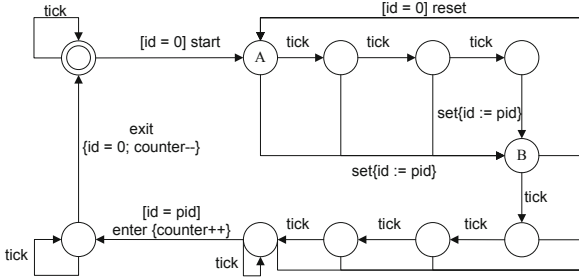 [id = 0] reset
tick
[id = 0] start
tick
tick
tick
A
set{id := pid}
exit
{id = 0; counter--}
B
set{id := pid}
tick
[id = pid]
enter {counter++}
tick
tick
tick
tick
tick